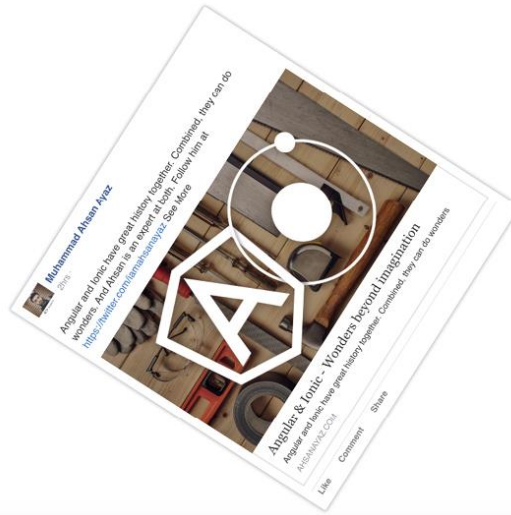 Muhammad Ahsan Ayaz
2hrs ·
Angular and Ionic have great history together. Combined, they can do
wonders. And Ahsan is an expert at both. Follow him at
https://twitter.com/iamahsanayaz See More
A
Angular & Ionic - Wonders beyond imagination
Angular and Ionic have great history together. Combined, they can do wonders
AHSANAYAZ.COM
Like Comment Share